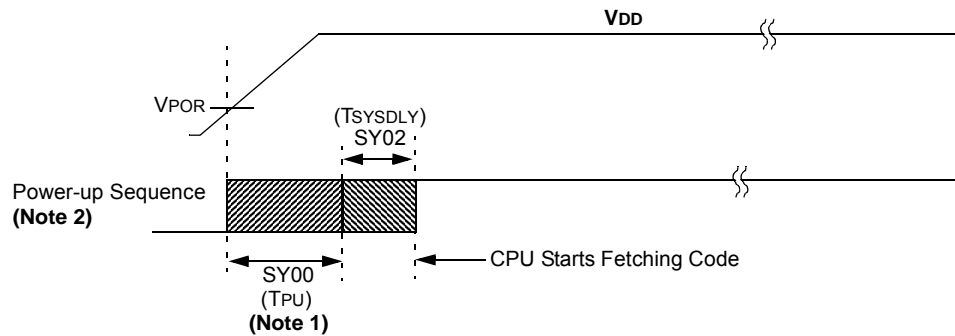 VDD
VPOR
(TSYSDLY)
SY02
Power-up Sequence
(Note 2)
CPU Starts Fetching Code
SY00
(TPU)
(Note 1)